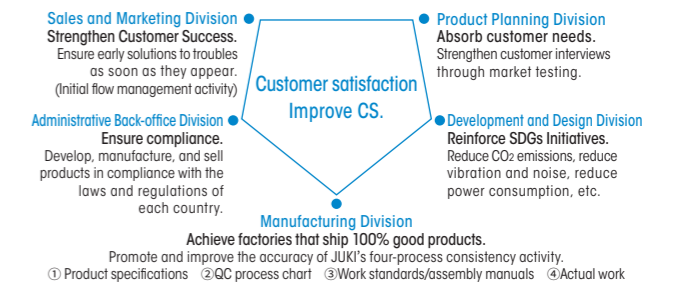 Sales and Marketing Division
Strengthen Customer Success.
Ensure early solutions to troubles
as soon as they appear.
(Initial flow management activity)
Product Planning Division
Absorb customer needs.
Strengthen customer interviews
through market testing.
Customer satisfaction
Improve CS.
Administrative Back-office Division
Ensure compliance.
Develop, manufacture, and sell
products in compliance with the
laws and regulations of
each country.
Development and Design Division
Reinforce SDGs Initiatives.
Reduce CO2 emissions, reduce
vibration and noise, reduce
power consumption, etc.
Manufacturing Division
Achieve factories that ship 100% good products.
Promote and improve the accuracy of JUKI's four-process consistency activity.
① Product specifications ②QC process chart ③Work standards/assembly manuals ④Actual work